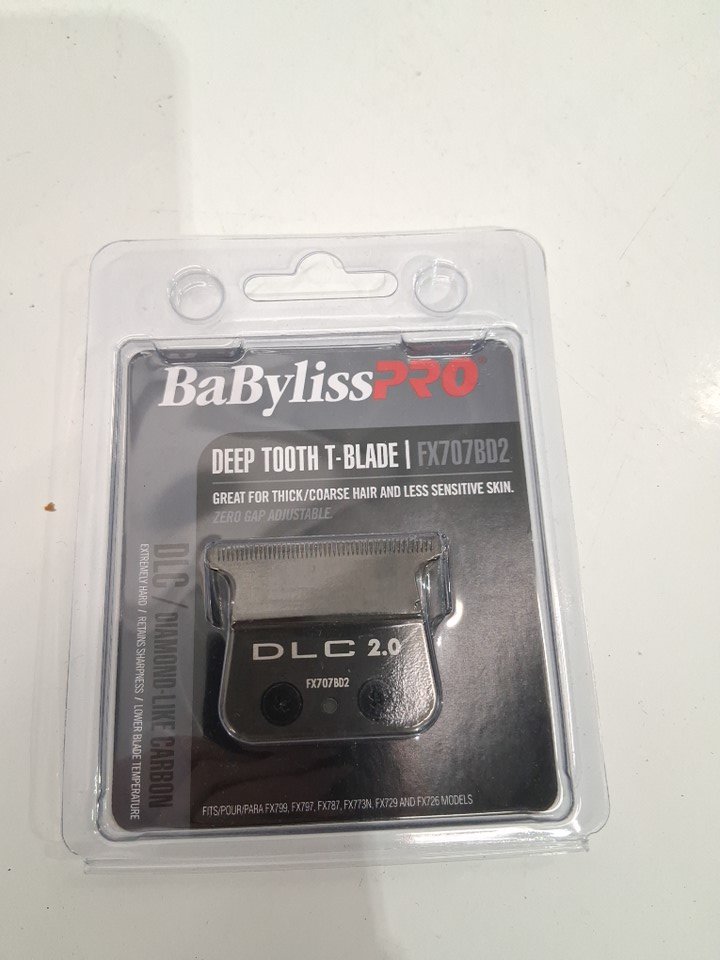 BaBylissPRO®
DEEP TOOTH T-BLADE | FX707BD2
GREAT FOR THICK/COARSE HAIR AND LESS SENSITIVE SKIN.
ZERO GAP ADJUSTABLE.
DLC / DIAMOND-LIKE CARBON
EXTREMELY HARD / RETAINS SHARPNESS / LOWER BLADE TEMPERATURE
DLC 2.0
FX707BD2
FITS/POUR/PARA FX799, FX797, FX787, FX773N, FX729 AND FX726 MODELS